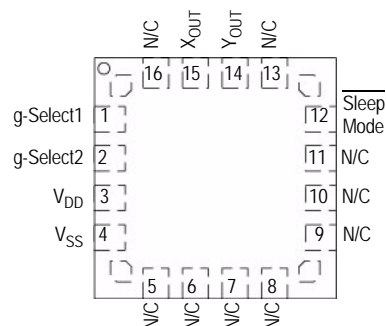 N/C
XOUT
YOUT
N/C
16
15
14
13
g-Select1
1
12
Sleep
Mode
g-Select2
2
11
N/C
VDD
3
10
N/C
VSS
4
9
N/C
5
6
7
8
N/C
N/C
N/C
N/C